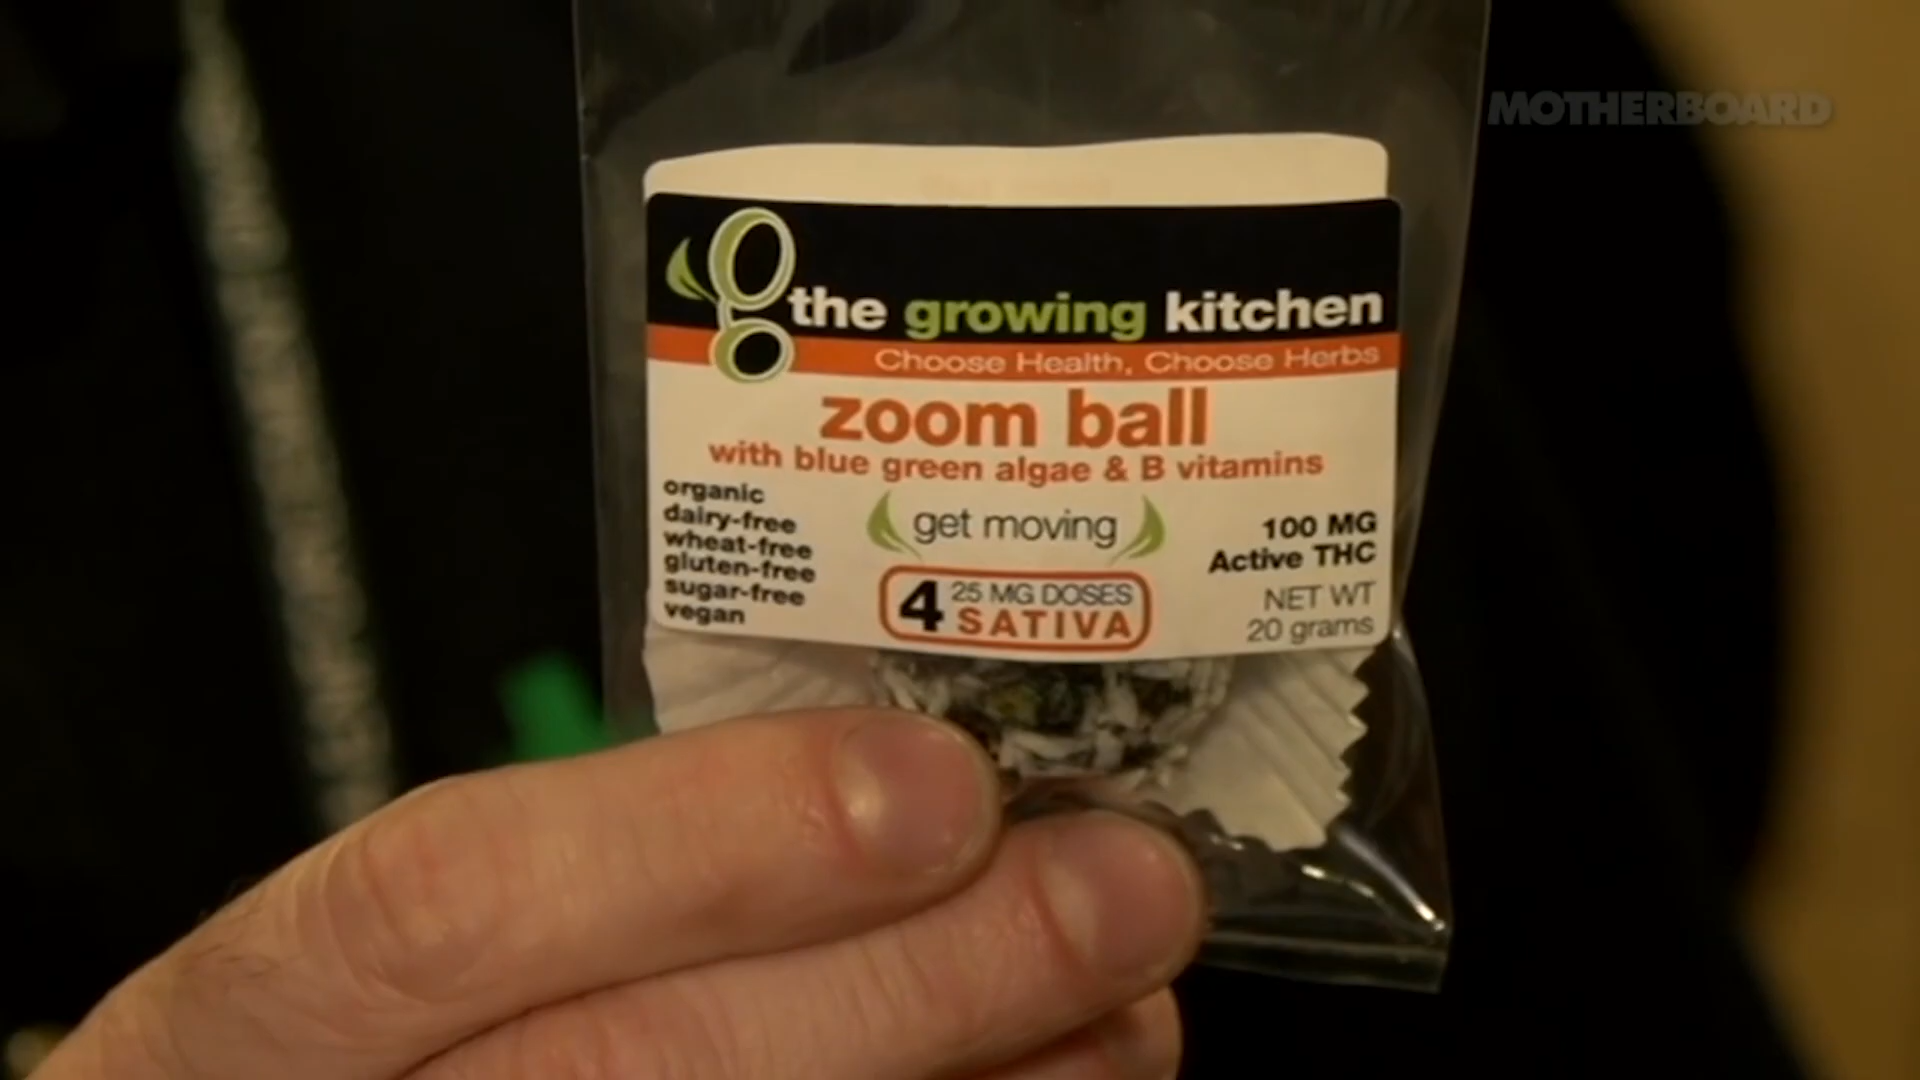 MOTHERBOARD
the growing kitchen
Choose Health, Choose Herbs
zoom ball
with blue green algae & B vitamins
organic
dairy-free
wheat-free
gluten-free
sugar-free
vegan
get moving
4 25 MG DOSES
SATIVA
100 MG
Active THC
NET WT
20 grams